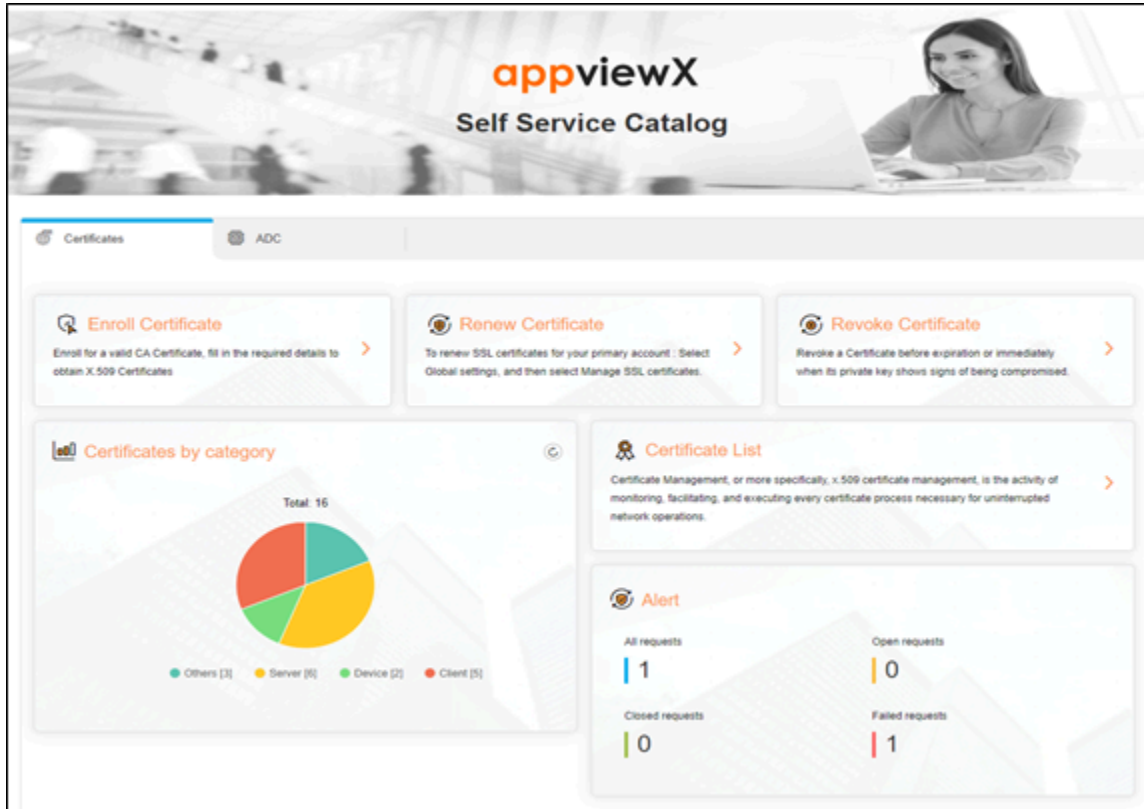 appviewX
Self Service Catalog
Certificates
ADC
Enroll Certificate
Enroll for a valid CA Certificate, fill in the required details to
obtain X.509 Certificates
Renew Certificate
To renew SSL certificates for your primary account : Select
Global settings, and then select Manage SSL certificates.
Revoke Certificate
Revoke a Certificate before expiration or immediately
when its private key shows signs of being compromised.
Certificates by category
Total: 16
Others [3]
Server [6]
Device [2]
Client [5]
Certificate List
Certificate Management, or more specifically, x.509 certificate management, is the activity of
monitoring, facilitating, and executing every certificate process necessary for uninterrupted
network operations.
Alert
All requests
1
Open requests
0
Closed requests
0
Failed requests
1